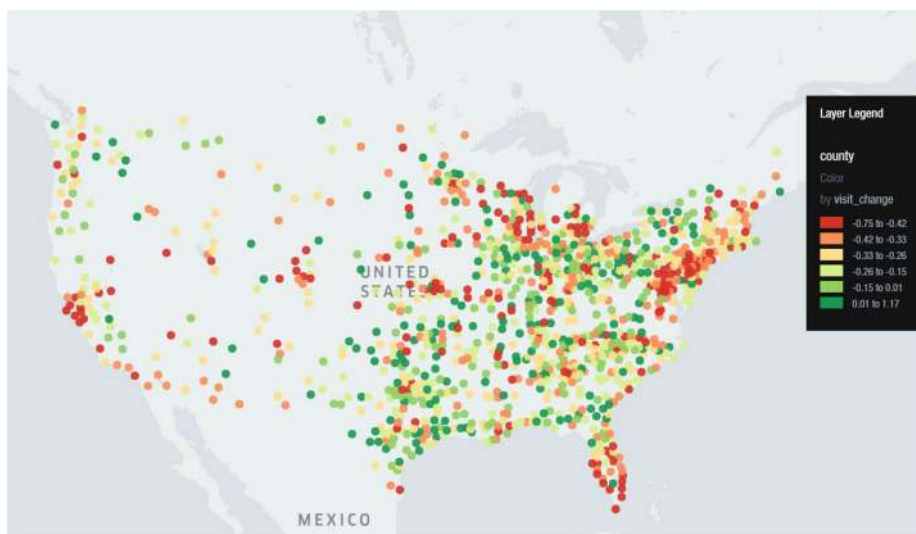 Layer Legend
county
Color
by visit_change
-0.75 to -0.42
-0.42 to -0.33
-0.33 to -0.26
-0.26 to -0.15
-0.15 to 0.01
0.01 to 1.17
UNITED
STATES
MEXICO